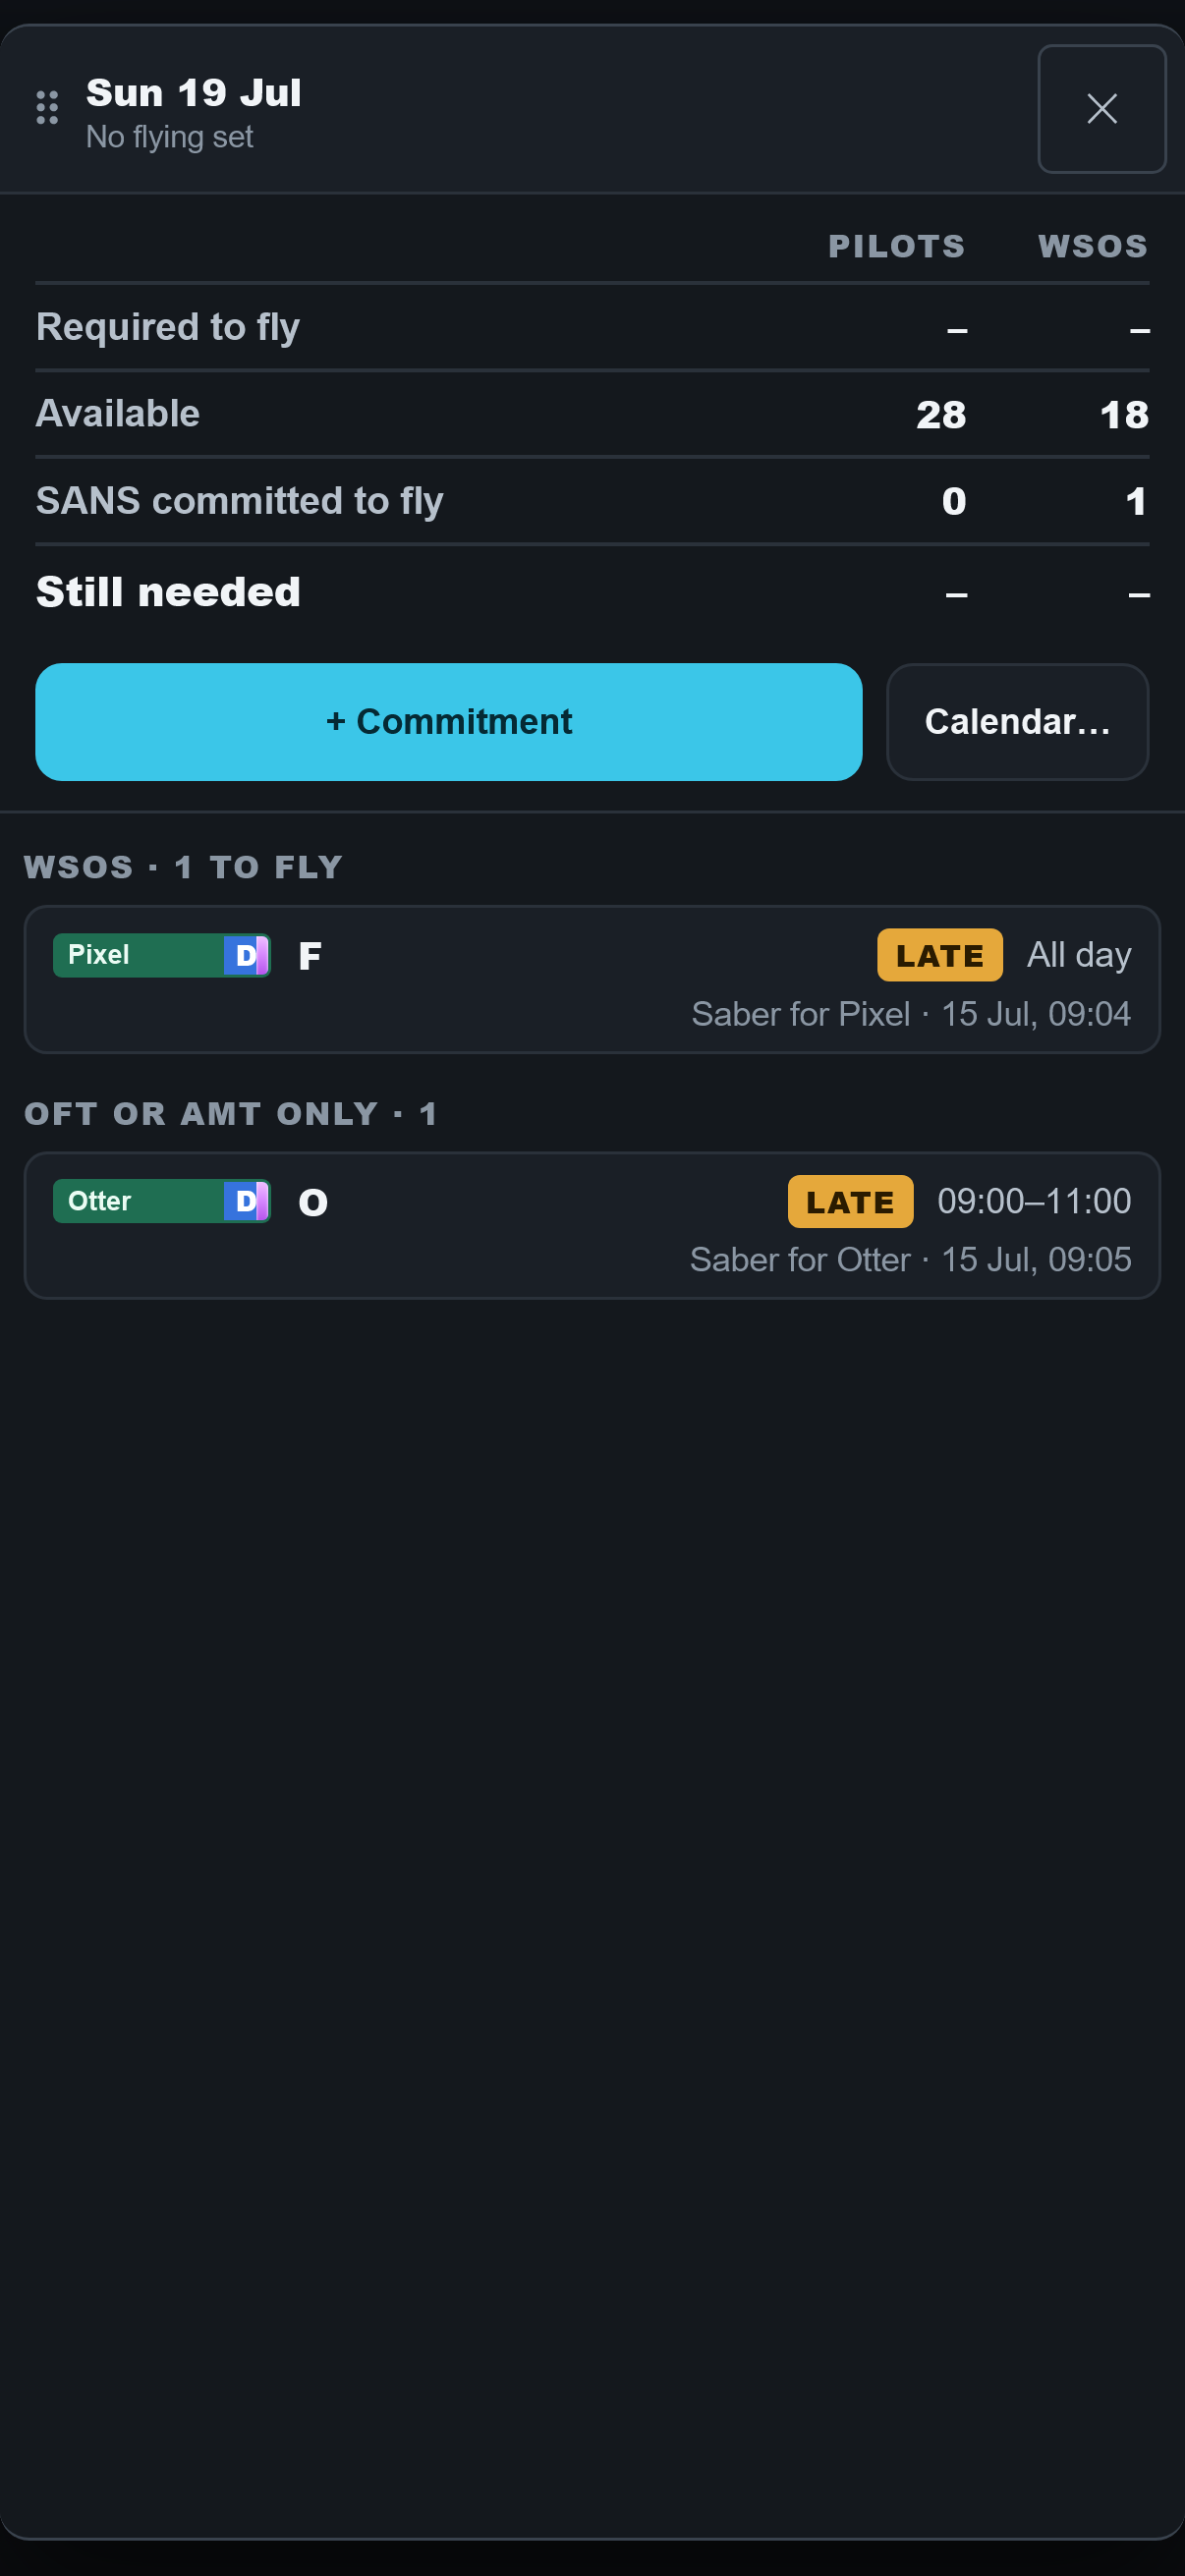 Sun 19 Jul
No flying set
PILOTS WSOS
Required to fly – –
Available 28 18
SANS committed to fly 0 1
Still needed – –
+ Commitment Calendar…
WSOS · 1 TO FLY
Pixel D F LATE All day
Saber for Pixel · 15 Jul, 09:04
OFT OR AMT ONLY · 1
Otter D O LATE 09:00–11:00
Saber for Otter · 15 Jul, 09:05